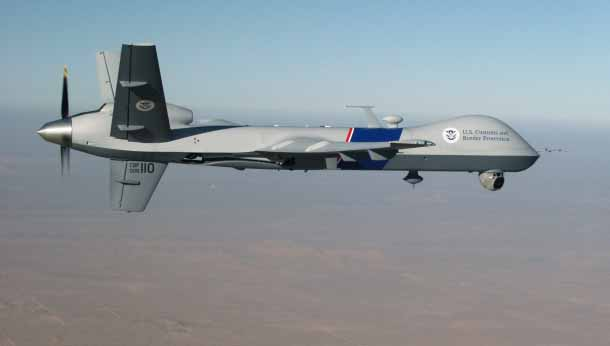 U.S. Customs and
Border Protection
CBP
110